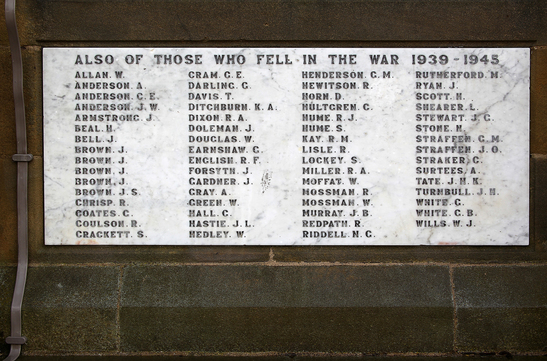 ALSO OF THOSE WHO FELL IN THE WAR 1939-1945
ALLAN. W.
ANDERSON. A.
ANDERSON. C. E.
ANDERSON. J. W.
ARMSTRONG. J.
BEAL. H.
BELL. J.
BROWN. J.
BROWN. J.
BROWN. J.
BROWN. J.
BROWN. J. S.
CHRISP. R.
COATES. C.
COULSON. R.
CRACKETT. S.
CRAM. C. E.
DARLING. C.
DAVIS. T.
DITCHBURN. K. A.
DIXON. R. A.
DOLEMAN. J.
DOUGLAS. W.
EARNSHAW. C.
ENGLISH. R. F.
FORSYTH. J.
GARDNER. J.
GRAY. A.
GREEN. W.
HALL. C.
HASTIE. J. L.
HEDLEY. W.
HENDERSON. G. M.
HEWITSON. R.
HORN. D.
HULTGREN. C.
HUME. R. J.
HUME. S.
KAY. R. M.
LISLE. R.
LOCKEY. S.
MILLER. R. A.
MOFFAT. W.
MOSSMAN. R.
MOSSMAN. W.
MURRAY. J. B.
REDPATH. R.
RIDDELL. N. G.
RUTHERFORD. M.
RYAN. J.
SCOTT. H.
SHEARER. L.
STEWART. J. G.
STONE. H.
STRAFFEN. G. M.
STRAFFEN. J. O.
STRAKER. G.
SURTEES. A.
TATE. J. H. K.
TURNBULL. J. H.
WHITE. G.
WHITE. G. B.
WILLS. W. J.